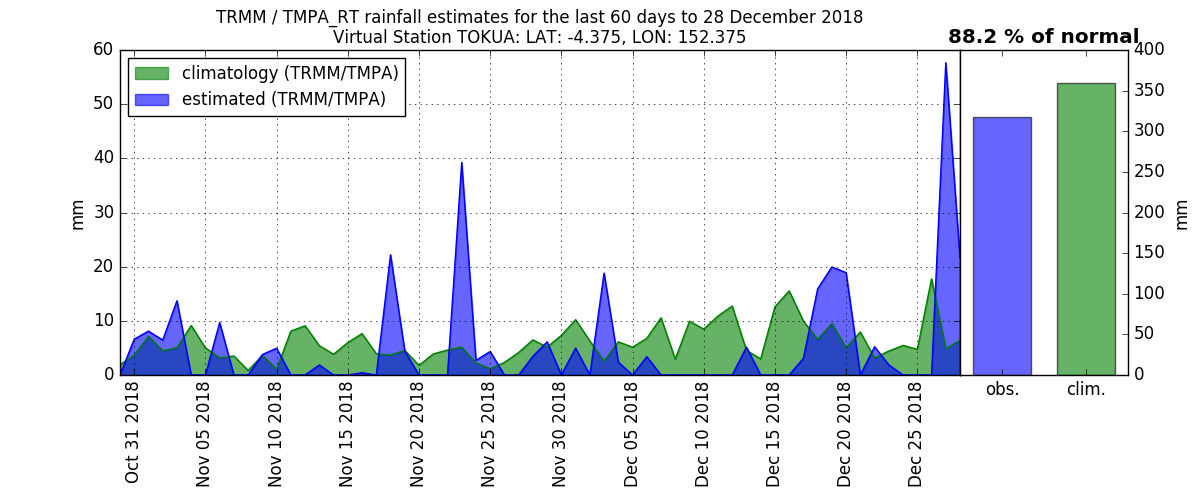 TRMM / TMPA_RT rainfall estimates for the last 60 days to 28 December 2018
Virtual Station TOKUA: LAT: -4.375, LON: 152.375
88.2 % of normal
climatology (TRMM/TMPA)
estimated (TRMM/TMPA)
mm
60
50
40
30
20
10
0
Oct 31 2018
Nov 05 2018
Nov 10 2018
Nov 15 2018
Nov 20 2018
Nov 25 2018
Nov 30 2018
Dec 05 2018
Dec 10 2018
Dec 15 2018
Dec 20 2018
Dec 25 2018
obs.
clim.
400
350
300
250
200
150
100
50
0
mm